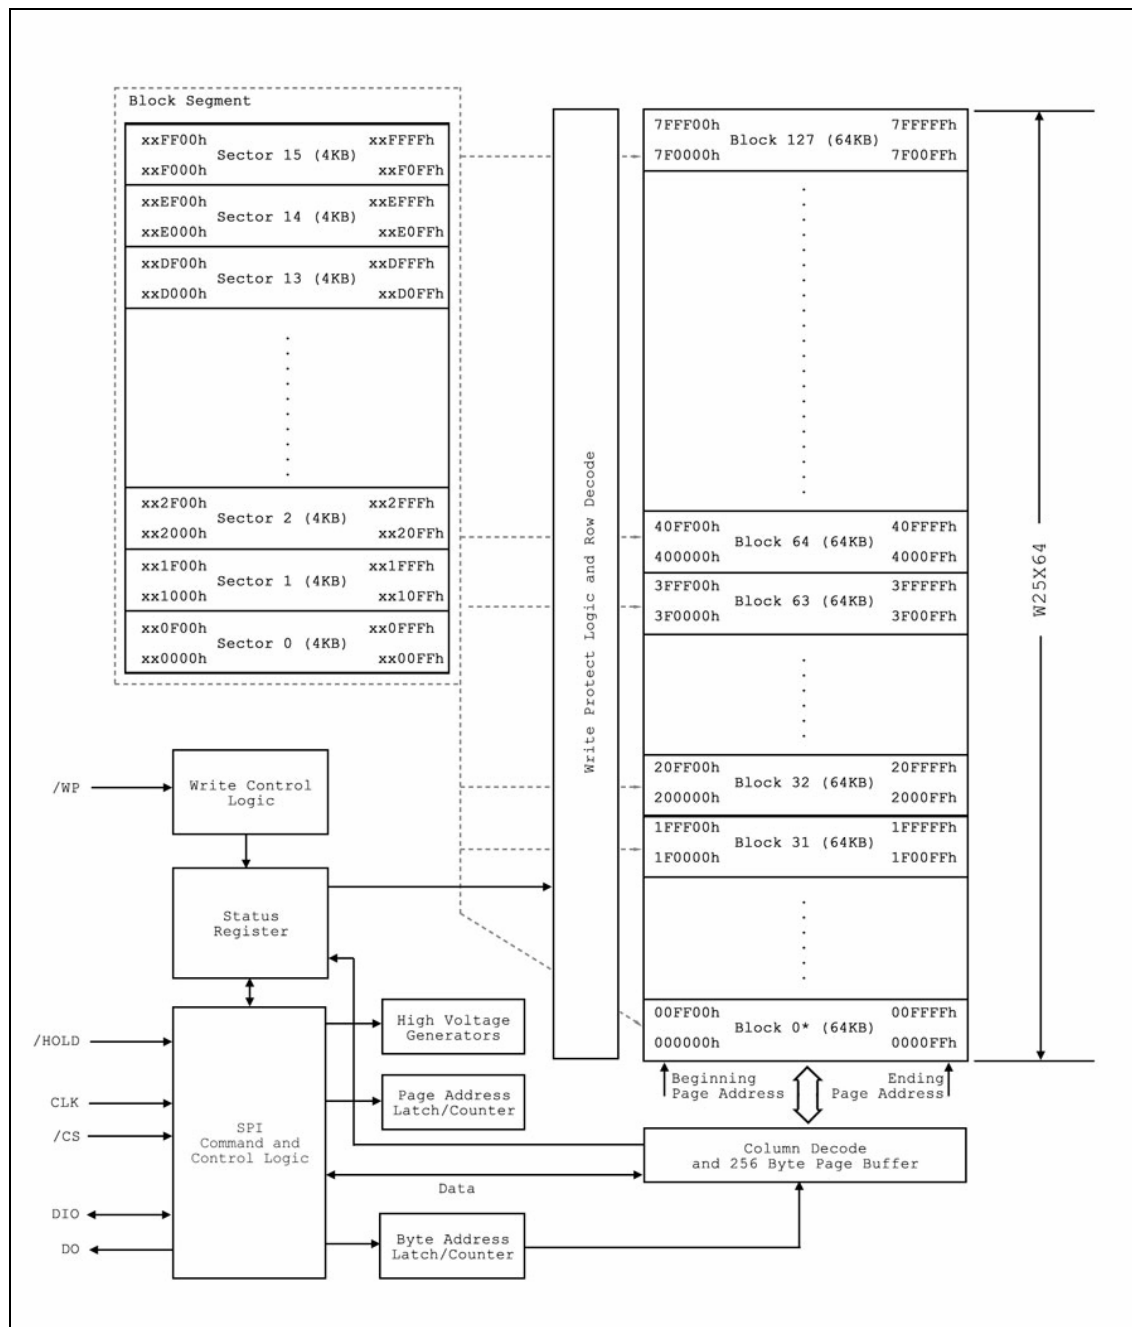 Block Segment
xxFF00h xxFFFFh
Sector 15 (4KB)
xxF000h xxF0FFh
xxEF00h xxEFFFh
Sector 14 (4KB)
xxE000h xxE0FFh
xxDF00h xxDFFFh
Sector 13 (4KB)
xxD000h xxD0FFh
xx2F00h xx2FFFh
Sector 2 (4KB)
xx2000h xx20FFh
xx1F00h xx1FFFh
Sector 1 (4KB)
xx1000h xx10FFh
xx0F00h xx0FFFh
Sector 0 (4KB)
xx0000h xx00FFh
Write Protect Logic and Row Decode
7FFF00h 7FFFFFh
Block 127 (64KB)
7F0000h 7F00FFh
40FF00h 40FFFFh
Block 64 (64KB)
400000h 4000FFh
3FFF00h 3FFFFFh
Block 63 (64KB)
3F0000h 3F00FFh
20FF00h 20FFFFh
Block 32 (64KB)
200000h 2000FFh
1FFF00h 1FFFFFh
Block 31 (64KB)
1F0000h 1F00FFh
00FF00h 00FFFFh
Block 0* (64KB)
000000h 0000FFh
W25X64
Beginning
Page Address
Ending
Page Address
/WP
Write Control
Logic
Status
Register
/HOLD
CLK
/CS
DIO
DO
SPI
Command and
Control Logic
High Voltage
Generators
Page Address
Latch/Counter
Data
Byte Address
Latch/Counter
Column Decode
and 256 Byte Page Buffer